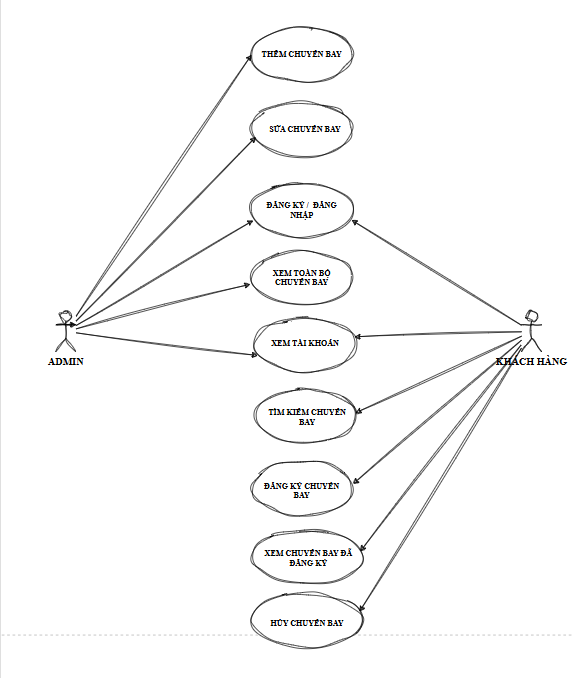 THÊM CHUYẾN BAY
SỬA CHUYẾN BAY
ĐĂNG KÝ / ĐĂNG
NHẬP
XEM TOÀN BỘ
CHUYẾN BAY
XEM TÀI KHOẢN
ADMIN
KHÁCH HÀNG
TÌM KIẾM CHUYẾN
BAY
ĐĂNG KÝ CHUYẾN
BAY
XEM CHUYẾN BAY ĐÃ
ĐĂNG KÝ
HỦY CHUYẾN BAY